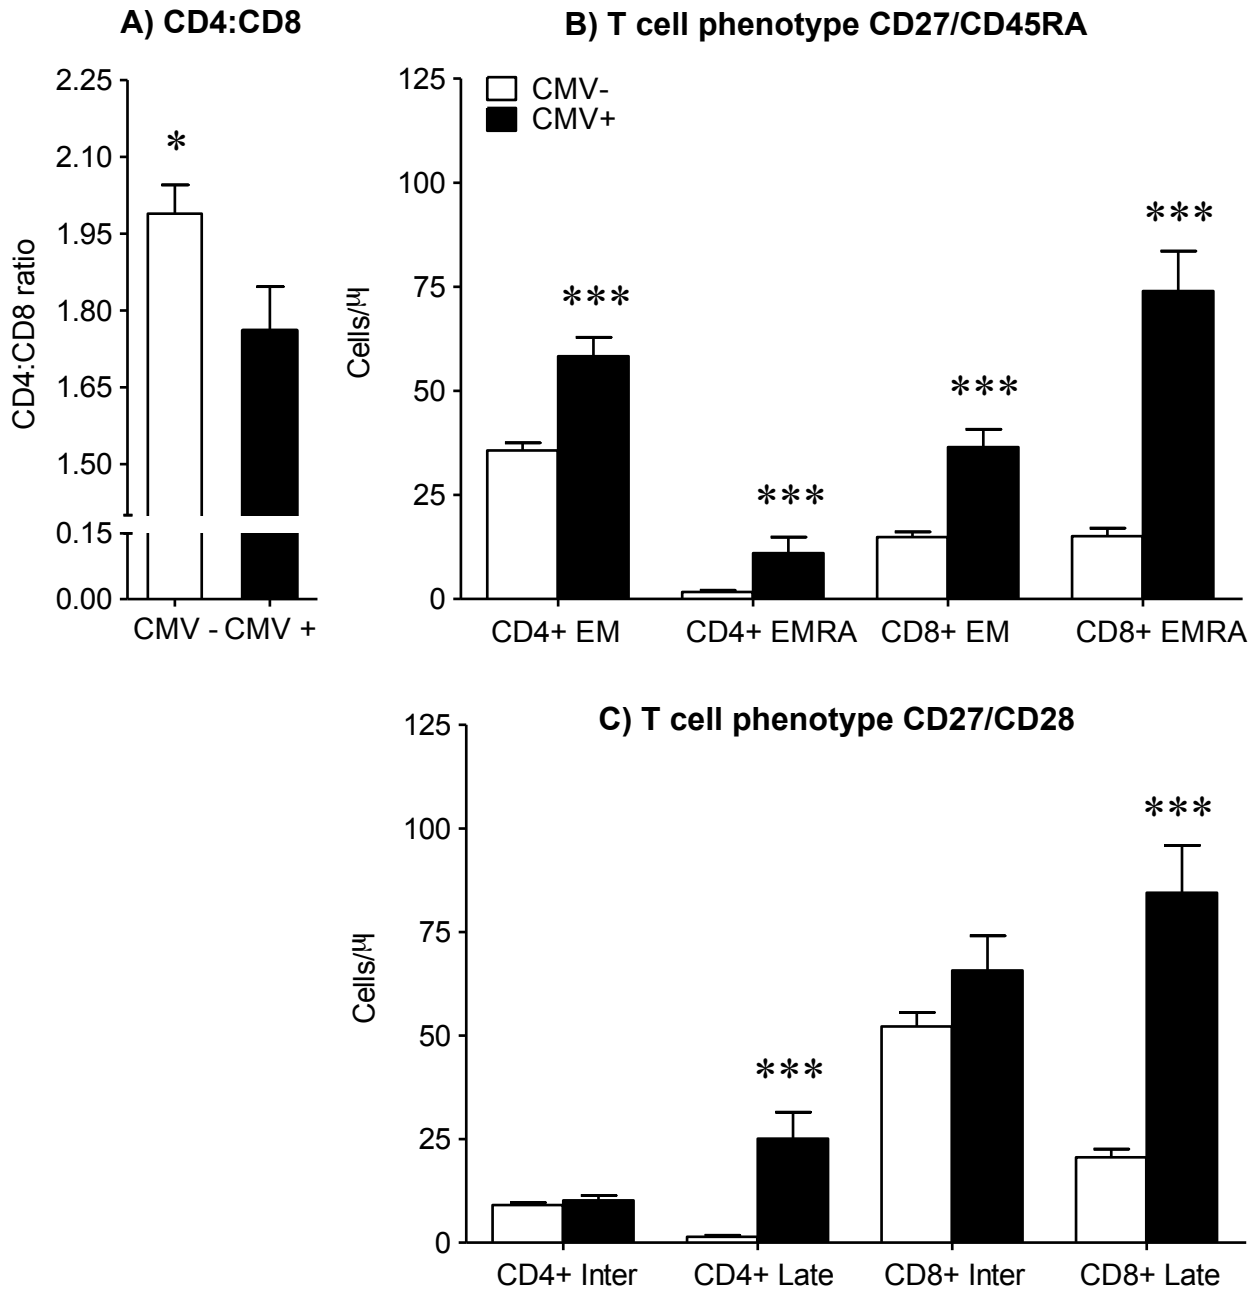 A) CD4:CD8
2.25
2.10
1.95
1.80
1.65
1.50
0.15
0.00
CD4:CD8 ratio
*
CMV - CMV +
B) T cell phenotype CD27/CD45RA
125
100
75
50
25
0
Cells/µl
CMV-
CMV+
***
***
***
***
CD4+ EM CD4+ EMRA CD8+ EM CD8+ EMRA
C) T cell phenotype CD27/CD28
125
100
75
50
25
0
Cells/µl
***
***
CD4+ Inter CD4+ Late CD8+ Inter CD8+ Late